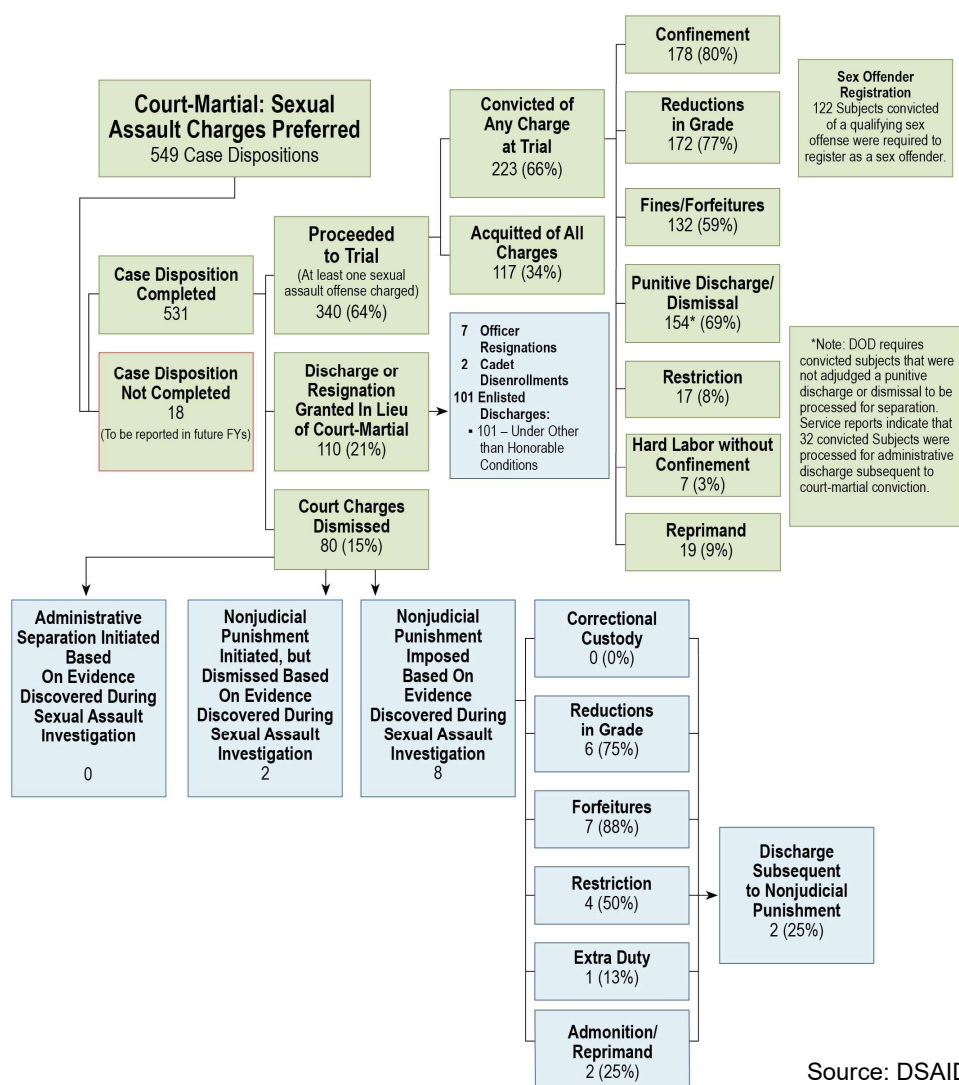 Court-Martial: Sexual
Assault Charges Preferred
549 Case Dispositions
Case Disposition
Completed
531
Case Disposition
Not Completed
18
(To be reported in future FYs)
Proceeded
to Trial
(At least one sexual
assault offense charged)
340 (64%)
Discharge or
Resignation
Granted In Lieu
of Court-Martial
110 (21%)
Court Charges
Dismissed
80 (15%)
Convicted of
Any Charge
at Trial
223 (66%)
Acquitted of All
Charges
117 (34%)
7 Officer
Resignations
2 Cadet
Disenrollments
101 Enlisted
Discharges:
▪ 101 – Under Other
than Honorable
Conditions
Confinement
178 (80%)
Reductions
in Grade
172 (77%)
Fines/Forfeitures
132 (59%)
Punitive Discharge/
Dismissal
154* (69%)
Restriction
17 (8%)
Hard Labor without
Confinement
7 (3%)
Reprimand
19 (9%)
Sex Offender
Registration
122 Subjects convicted
of a qualifying sex
offense were required to
register as a sex offender.
*Note: DOD requires
convicted subjects that were
not adjudged a punitive
discharge or dismissal to be
processed for separation.
Service reports indicate that
32 convicted Subjects were
processed for administrative
discharge subsequent to
court-martial conviction.
Administrative
Separation Initiated
Based
On Evidence
Discovered During
Sexual Assault
Investigation
0
Nonjudicial
Punishment
Initiated, but
Dismissed Based
On Evidence
Discovered During
Sexual Assault
Investigation
2
Nonjudicial
Punishment
Imposed
Based On
Evidence
Discovered During
Sexual Assault
Investigation
8
Correctional
Custody
0 (0%)
Reductions
in Grade
6 (75%)
Forfeitures
7 (88%)
Restriction
4 (50%)
Extra Duty
1 (13%)
Admonition/
Reprimand
2 (25%)
Discharge
Subsequent
to Nonjudicial
Punishment
2 (25%)
Source: DSAID